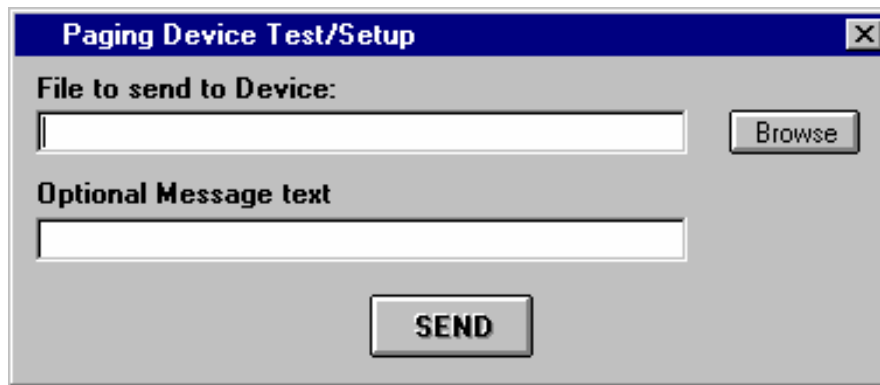 Paging Device Test/Setup
File to send to Device:
Browse
Optional Message text
SEND